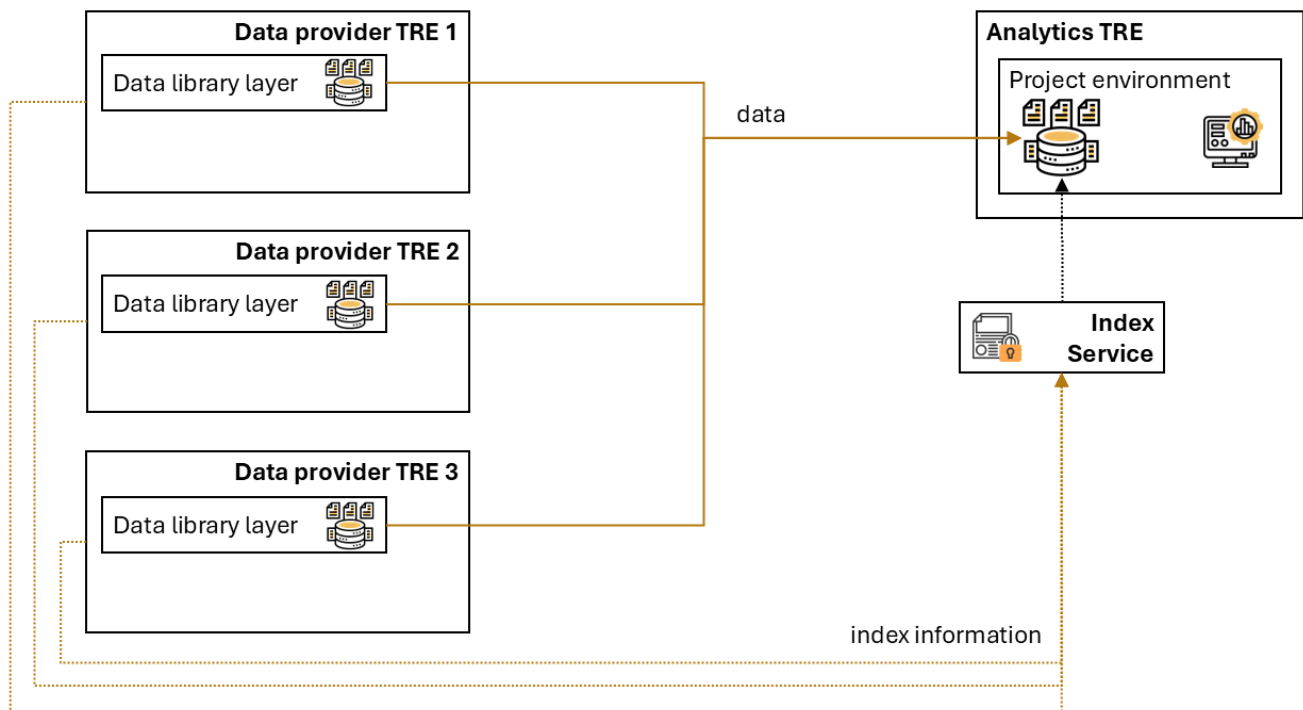 Data provider TRE 1
Data library layer
Analytics TRE
Project environment
data
Data provider TRE 2
Data library layer
Index
Service
Data provider TRE 3
Data library layer
index information